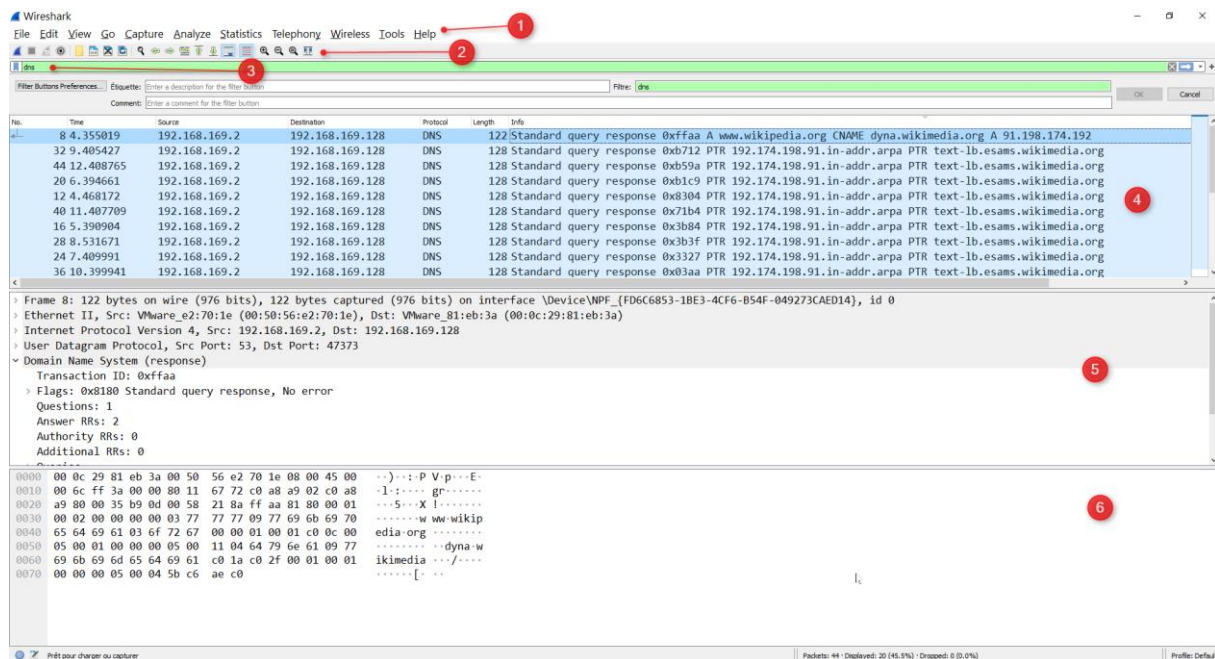 Wireshark
File Edit View Go Capture Analyze Statistics Telephony Wireless Tools Help
1
2
dns
3
Filter Buttons Preferences... Étiquette: Enter a description for the filter button Filtre: dns
OK Cancel
Comment: Enter a comment for the filter button
No. Time Source Destination Protocol Length Info
8 4.355019 192.168.169.2 192.168.169.128 DNS 122 Standard query response 0xffaa A www.wikipedia.org CNAME dyna.wikimedia.org A 91.198.174.192
32 9.405427 192.168.169.2 192.168.169.128 DNS 128 Standard query response 0xb712 PTR 192.174.198.91.in-addr.arpa PTR text-lb.esams.wikimedia.org
44 12.408765 192.168.169.2 192.168.169.128 DNS 128 Standard query response 0xb59a PTR 192.174.198.91.in-addr.arpa PTR text-lb.esams.wikimedia.org
20 6.394661 192.168.169.2 192.168.169.128 DNS 128 Standard query response 0xb1c9 PTR 192.174.198.91.in-addr.arpa PTR text-lb.esams.wikimedia.org
12 4.468172 192.168.169.2 192.168.169.128 DNS 128 Standard query response 0x8304 PTR 192.174.198.91.in-addr.arpa PTR text-lb.esams.wikimedia.org
40 11.407709 192.168.169.2 192.168.169.128 DNS 128 Standard query response 0x71b4 PTR 192.174.198.91.in-addr.arpa PTR text-lb.esams.wikimedia.org
16 5.390904 192.168.169.2 192.168.169.128 DNS 128 Standard query response 0x3b84 PTR 192.174.198.91.in-addr.arpa PTR text-lb.esams.wikimedia.org
28 8.531671 192.168.169.2 192.168.169.128 DNS 128 Standard query response 0x3b3f PTR 192.174.198.91.in-addr.arpa PTR text-lb.esams.wikimedia.org
24 7.409991 192.168.169.2 192.168.169.128 DNS 128 Standard query response 0x3327 PTR 192.174.198.91.in-addr.arpa PTR text-lb.esams.wikimedia.org
36 10.399941 192.168.169.2 192.168.169.128 DNS 128 Standard query response 0x03aa PTR 192.174.198.91.in-addr.arpa PTR text-lb.esams.wikimedia.org
4
Frame 8: 122 bytes on wire (976 bits), 122 bytes captured (976 bits) on interface \Device\NPF_{FD6C6853-1BE3-4CF6-B54F-049273CAED14}, id 0
Ethernet II, Src: VMware_e2:70:1e (00:50:56:e2:70:1e), Dst: VMware_81:eb:3a (00:0c:29:81:eb:3a)
Internet Protocol Version 4, Src: 192.168.169.2, Dst: 192.168.169.128
User Datagram Protocol, Src Port: 53, Dst Port: 47373
Domain Name System (response)
Transaction ID: 0xffaa
Flags: 0x8180 Standard query response, No error
Questions: 1
Answer RRs: 2
Authority RRs: 0
Additional RRs: 0
5
0000 00 0c 29 81 eb 3a 00 50 56 e2 70 1e 08 00 45 00 ··)··:·P V·p···E·
0010 00 6c ff 3a 00 00 80 11 67 72 c0 a8 a9 02 c0 a8 ·l·:···· gr······
0020 a9 80 00 35 b9 0d 00 58 21 8a ff aa 81 80 00 01 ···5···X !·······
0030 00 02 00 00 00 00 03 77 77 77 09 77 69 6b 69 70 ·······w ww·wikip
0040 65 64 69 61 03 6f 72 67 00 00 01 00 01 c0 0c 00 edia·org ········
0050 05 00 01 00 00 00 05 00 11 04 64 79 6e 61 09 77 ········ ··dyna·w
0060 69 6b 69 6d 65 64 69 61 c0 1a c0 2f 00 01 00 01 ikimedia ···/····
0070 00 00 00 05 00 04 5b c6 ae c0 ······[· ··
6
Prêt pour charger ou capturer Packets: 44 · Displayed: 20 (45.5%) · Dropped: 0 (0.0%) Profile: Defaul